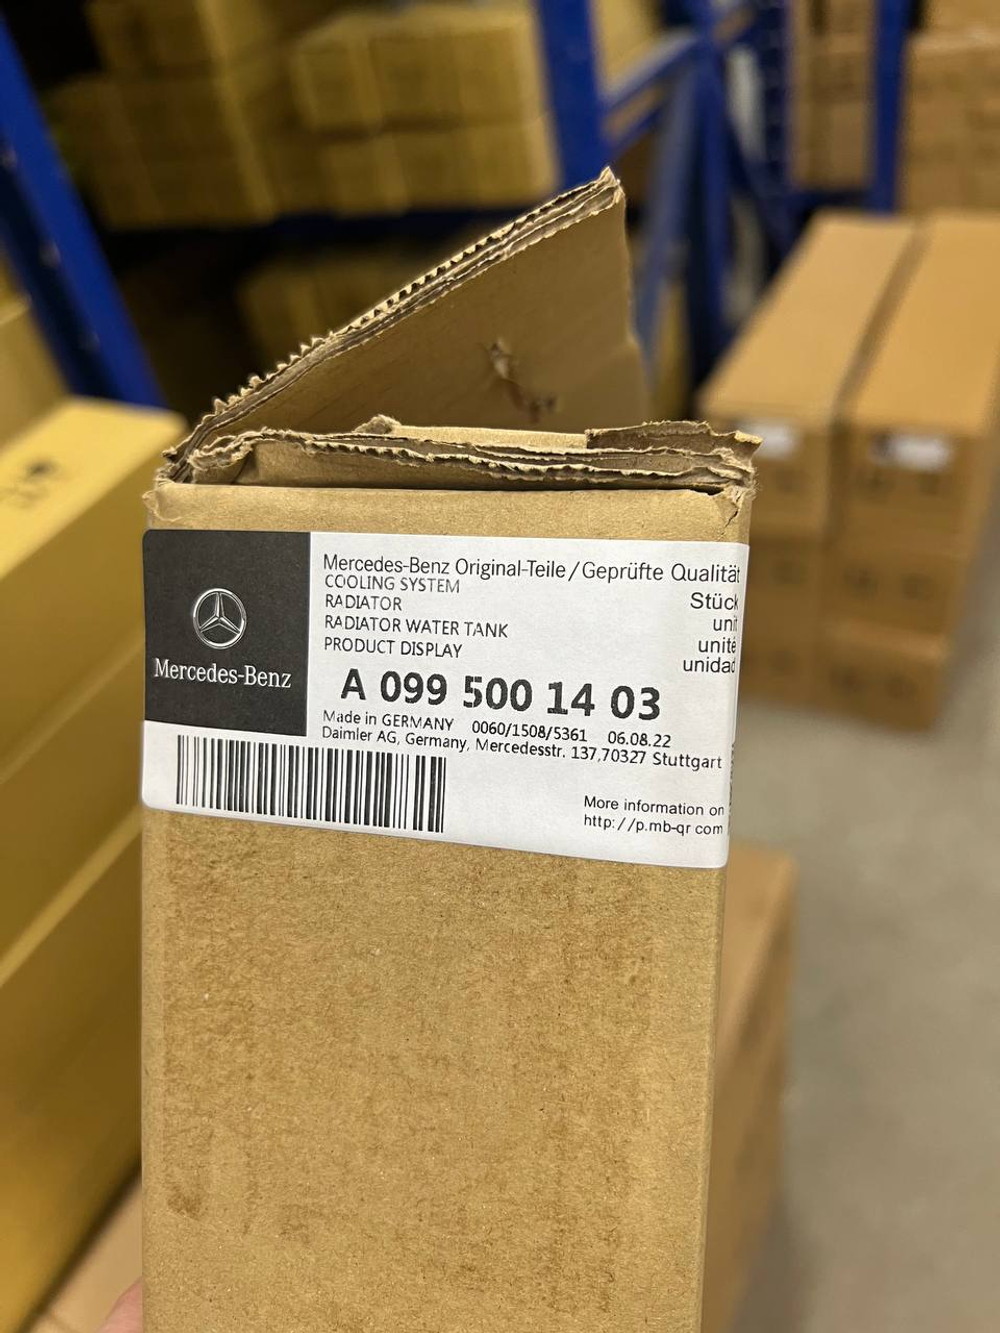 Mercedes-Benz
Mercedes-Benz Original-Teile/Geprüfte Qualität
COOLING SYSTEM
RADIATOR
RADIATOR WATER TANK
PRODUCT DISPLAY
Stück
unit
unité
unidad
A 099 500 14 03
Made in GERMANY 0060/1508/5361 06.08.22
Daimler AG, Germany, Mercedesstr. 137,70327 Stuttgart
More information on
http://p.mb-qr com